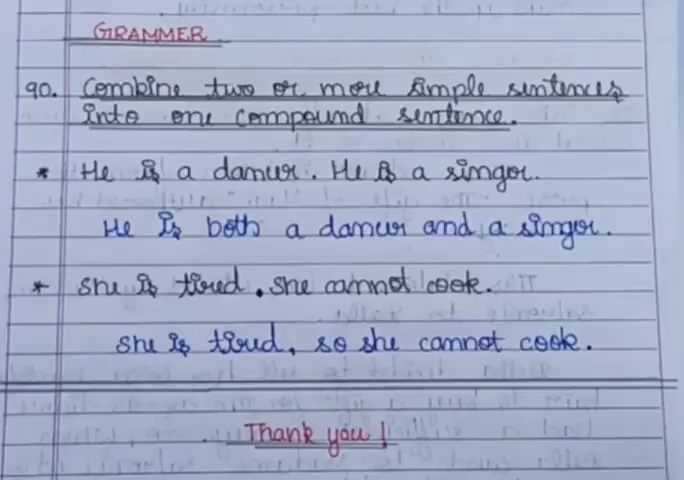 GRAMMER
90. Combine two or more simple sentences
into one compound sentence.
* He is a dancer. He is a singer.
He is both a dancer and a singer.
* She is tired. She cannot cook.
She is tired, so she cannot cook.
Thank you!